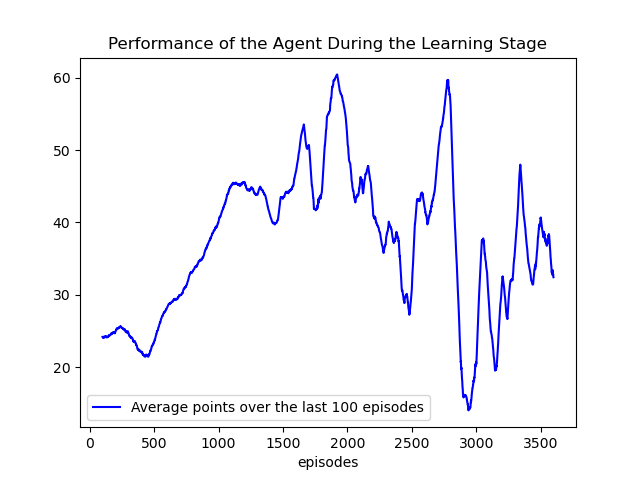 Performance of the Agent During the Learning Stage
60
50
40
30
20
Average points over the last 100 episodes
0 500 1000 1500 2000 2500 3000 3500
episodes